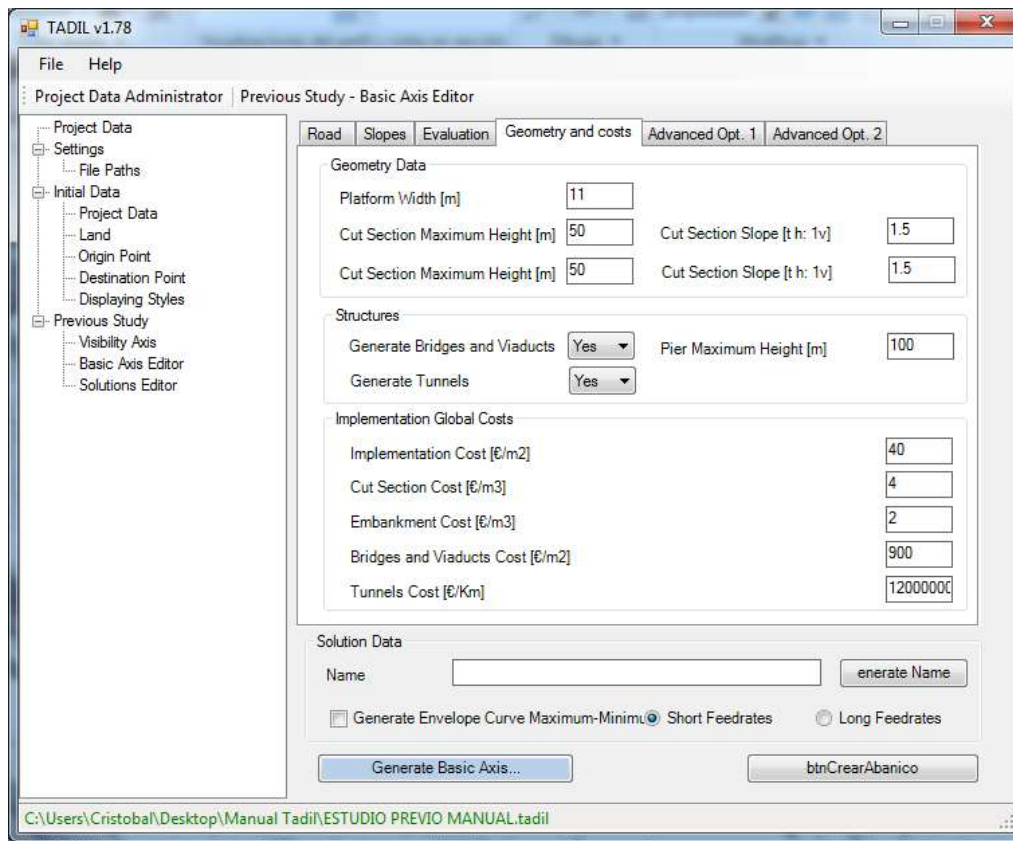 TADIL v1.78
File Help
Project Data Administrator Previous Study - Basic Axis Editor
Project Data
Settings
File Paths
Initial Data
Project Data
Land
Origin Point
Destination Point
Displaying Styles
Previous Study
Visibility Axis
Basic Axis Editor
Solutions Editor
Road Slopes Evaluation Geometry and costs Advanced Opt. 1 Advanced Opt. 2
Geometry Data
Platform Width [m] 11
Cut Section Maximum Height [m] 50 Cut Section Slope [t h: 1v] 1.5
Cut Section Maximum Height [m] 50 Cut Section Slope [t h: 1v] 1.5
Structures
Generate Bridges and Viaducts Yes Pier Maximum Height [m] 100
Generate Tunnels Yes
Implementation Global Costs
Implementation Cost [€/m2] 40
Cut Section Cost [€/m3] 4
Embankment Cost [€/m3] 2
Bridges and Viaducts Cost [€/m2] 900
Tunnels Cost [€/Km] 12000000
Solution Data
Name enerate Name
Generate Envelope Curve Maximum-Minimu Short Feedrates Long Feedrates
Generate Basic Axis... btnCrearAbanico
C:\Users\Cristobal\Desktop\Manual Tadil\ESTUDIO PREVIO MANUAL.tadil